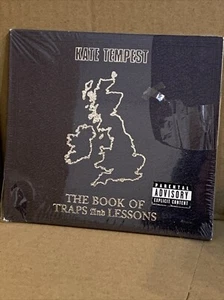 KATE TEMPEST
THE BOOK OF
TRAPS And LESSONS
PARENTAL
ADVISORY
EXPLICIT CONTENT